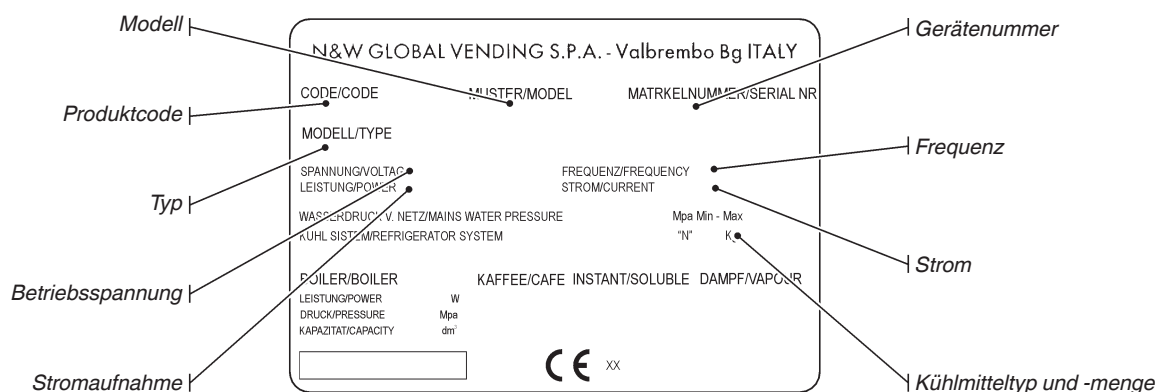 Modell
Gerätenummer
N&W GLOBAL VENDING S.P.A. - Valbrembo Bg ITALY
CODE/CODE MUSTER/MODEL MATRKELNUMMER/SERIAL NR
Produktcode
MODELL/TYPE
Frequenz
SPANNUNG/VOLTAG FREQUENZ/FREQUENCY
LEISTUNG/POWER STROM/CURRENT
Typ
WASSERDRUCK V. NETZ/MAINS WATER PRESSURE Mpa Min - Max
KUHL SISTEM/REFRIGERATOR SYSTEM "N"
Strom
BOILER/BOILER KAFFEE/CAFE INSTANT/SOLUBLE DAMPF/VAPOUR
Betriebsspannung
LEISTUNG/POWER W
DRUCK/PRESSURE Mpa
KAPAZITAT/CAPACITY dm³
CE XX
Stromaufnahme
Kühlmitteltyp und -menge